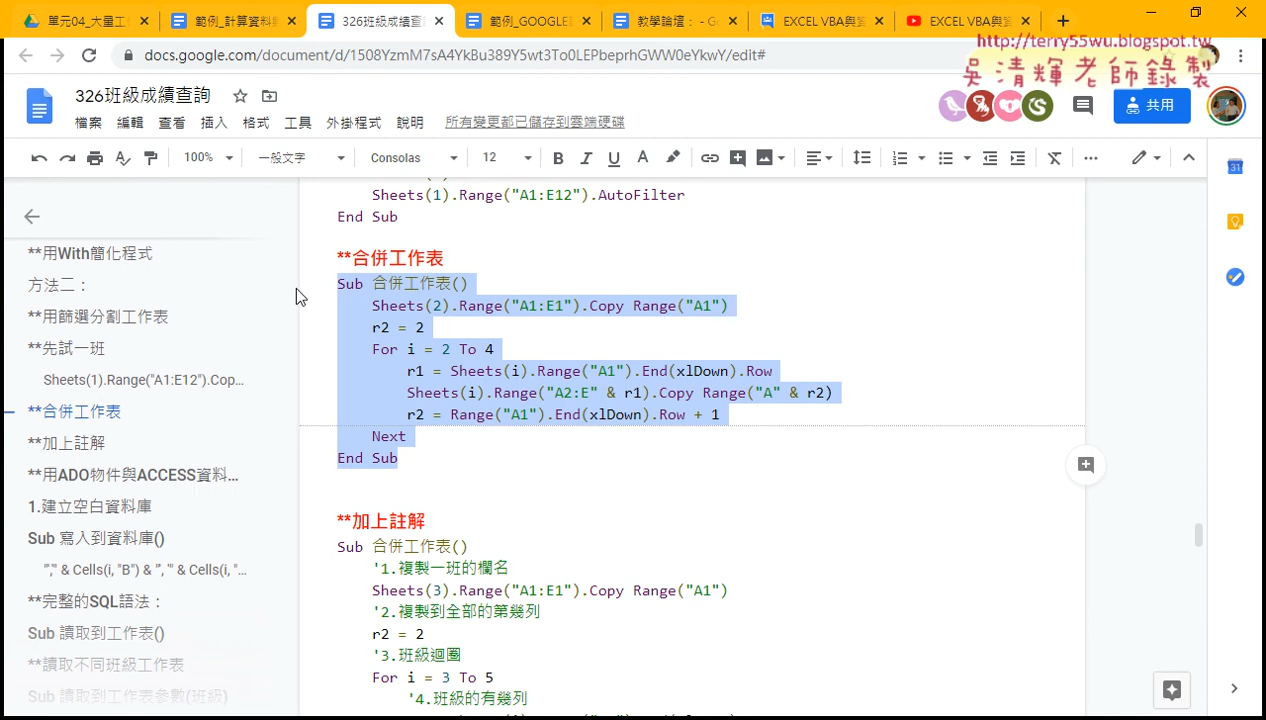 單元04_大量工
範例_計算資料
326班級成績查詢
範例_GOOGLE
教學論壇： - Go
EXCEL VBA與資
EXCEL VBA與資
docs.google.com/document/d/1508YzmM7sA4YkBu389Y5wt3To0LEPbeprhGWW0eYkwY/edit#
http://terry55wu.blogspot.tw
吳清輝老師錄製
326班級成績查詢
檔案 編輯 查看 插入 格式 工具 外掛程式 說明 所有變更都已儲存到雲端硬碟
共用
100% 一般文字 Consolas 12 B I U A
**用With簡化程式
方法二：
**用篩選分割工作表
**先試一班
Sheets(1).Range("A1:E12").Cop...
**合併工作表
**加上註解
**用ADO物件與ACCESS資料...
1.建立空白資料庫
Sub 寫入到資料庫()
"'," & Cells(i, "B") & "', '" & Cells(i, "...
**完整的SQL語法：
Sub 讀取到工作表()
**讀取不同班級工作表
Sub 讀取到工作表參數(班級)
Sheets(1).Range("A1:E12").AutoFilter
End Sub
**合併工作表
Sub 合併工作表()
Sheets(2).Range("A1:E1").Copy Range("A1")
r2 = 2
For i = 2 To 4
r1 = Sheets(i).Range("A1").End(xlDown).Row
Sheets(i).Range("A2:E" & r1).Copy Range("A" & r2)
r2 = Range("A1").End(xlDown).Row + 1
Next
End Sub
**加上註解
Sub 合併工作表()
'1.複製一班的欄名
Sheets(3).Range("A1:E1").Copy Range("A1")
'2.複製到全部的第幾列
r2 = 2
'3.班級迴圈
For i = 3 To 5
'4.班級的有幾列
31